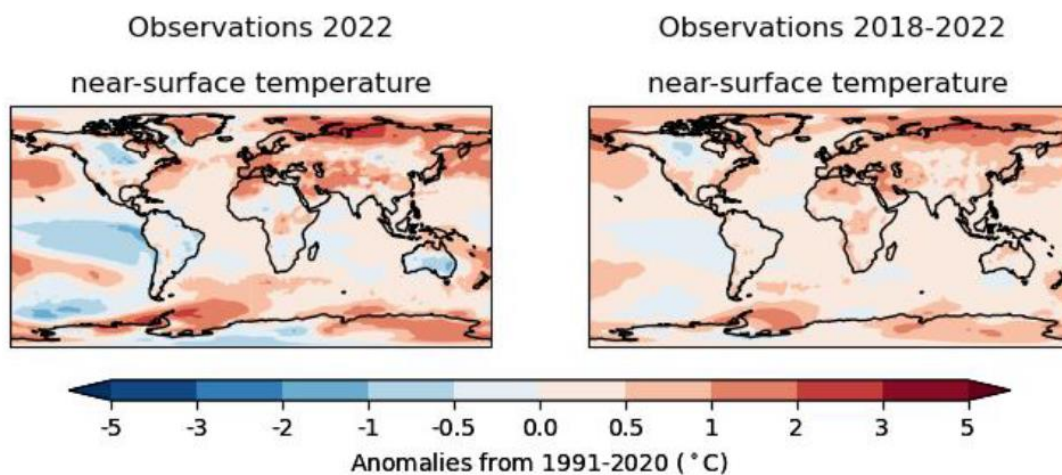 Observations 2022
near-surface temperature
Observations 2018-2022
near-surface temperature
-5 -3 -2 -1 -0.5 0.0 0.5 1 2 3 5
Anomalies from 1991-2020 (°C)